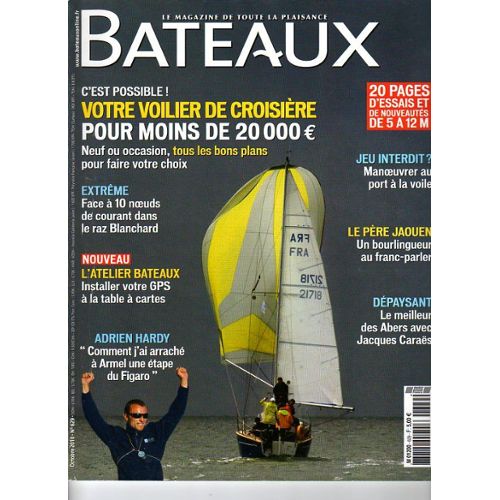 LE MAGAZINE DE TOUTE LA PLAISANCE
www.bateauxonline.fr
BATEAUX
C'EST POSSIBLE !
VOTRE VOILIER DE CROISIÈRE
POUR MOINS DE 20 000 €
Neuf ou occasion, tous les bons plans
pour faire votre choix
20 PAGES
D'ESSAIS ET
DE NOUVEAUTÉS
DE 5 À 12 M
EXTRÊME
Face à 10 nœuds
de courant dans
le raz Blanchard
NOUVEAU
L'ATELIER BATEAUX
Installer votre GPS
à la table à cartes
ADRIEN HARDY
" Comment j'ai arraché
à Armel une étape
du Figaro "
JEU INTERDIT ?
Manœuvrer au
port à la voile
LE PÈRE JAOUEN
Un bourlingueur
au franc-parler
DÉPAYSANT
Le meilleur
des Abers avec
Jacques Caraës
FRA
FRA
21718
21718
Octobre 2010 - N° 629